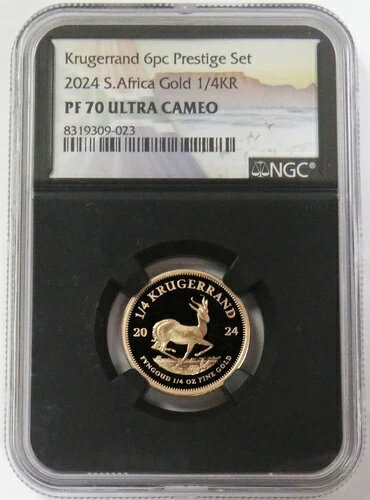 Krugerrand 6pc Prestige Set
2024 S.Africa Gold 1/4KR
PF 70 ULTRA CAMEO
8319309-023
NGC®
1/4 KRUGERRAND
20 24
FYNGOUD 1/4 OZ FINE GOLD